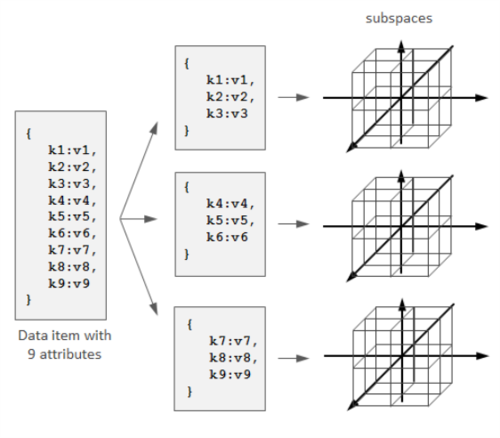 subspaces
{
k1:v1,
k2:v2,
k3:v3,
k4:v4,
k5:v5,
k6:v6,
k7:v7,
k8:v8,
k9:v9
}
Data item with
9 attributes
{
k1:v1,
k2:v2,
k3:v3
}
{
k4:v4,
k5:v5,
k6:v6
}
{
k7:v7,
k8:v8,
k9:v9
}